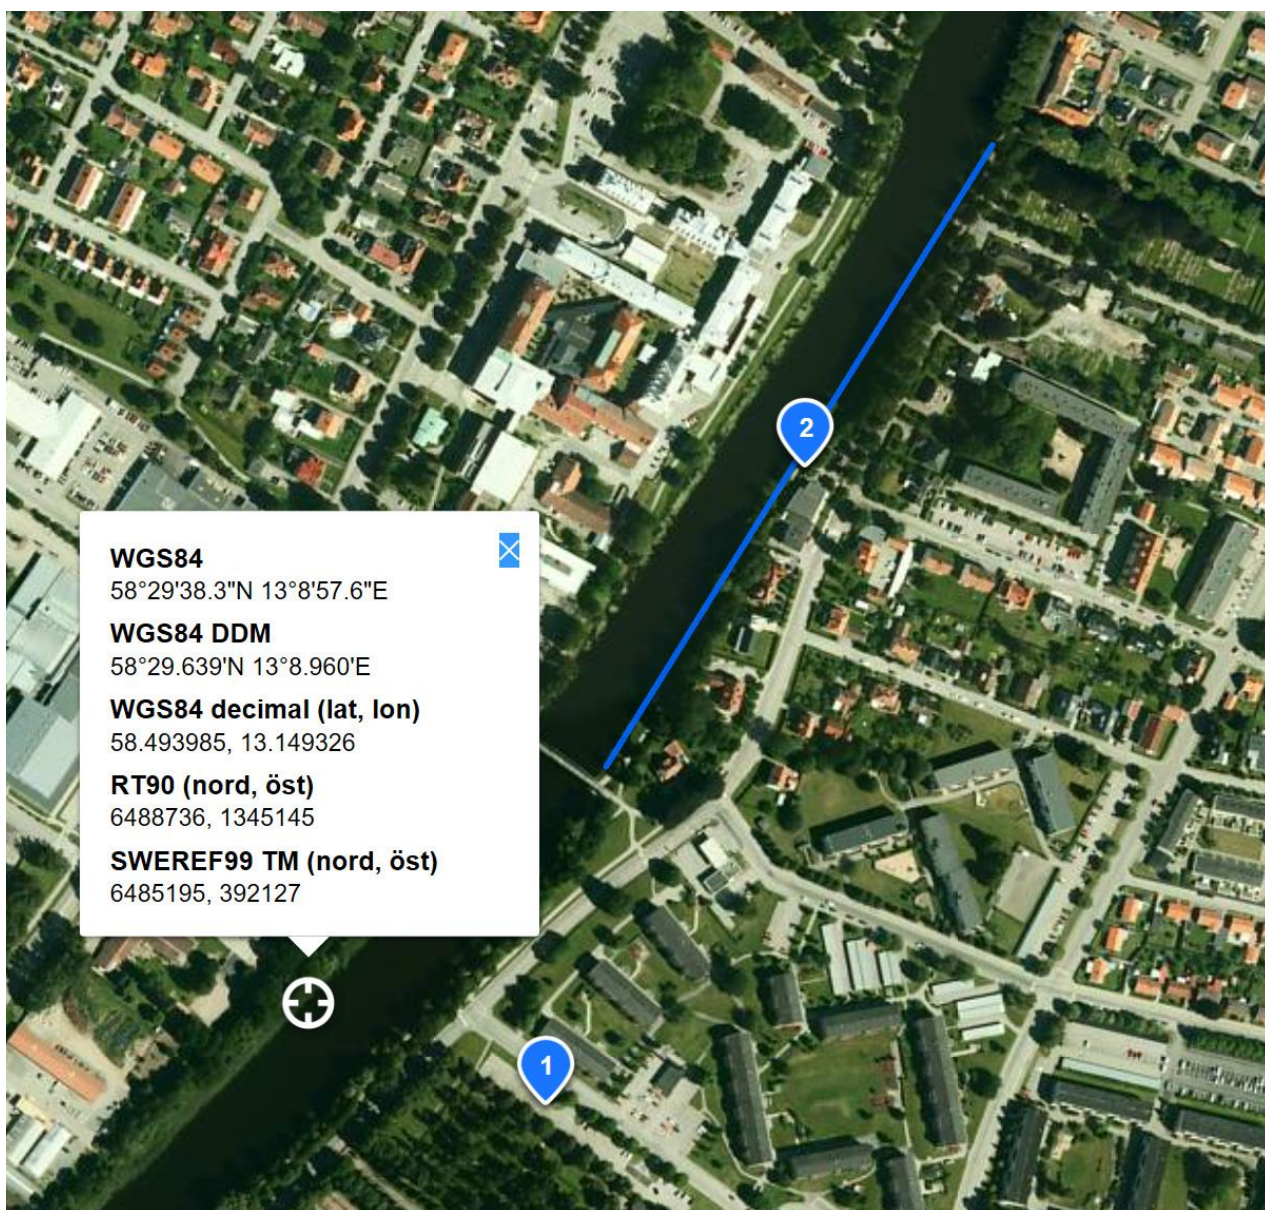 2
WGS84
58°29'38.3"N 13°8'57.6"E
WGS84 DDM
58°29.639'N 13°8.960'E
WGS84 decimal (lat, lon)
58.493985, 13.149326
RT90 (nord, öst)
6488736, 1345145
SWEREF99 TM (nord, öst)
6485195, 392127
1